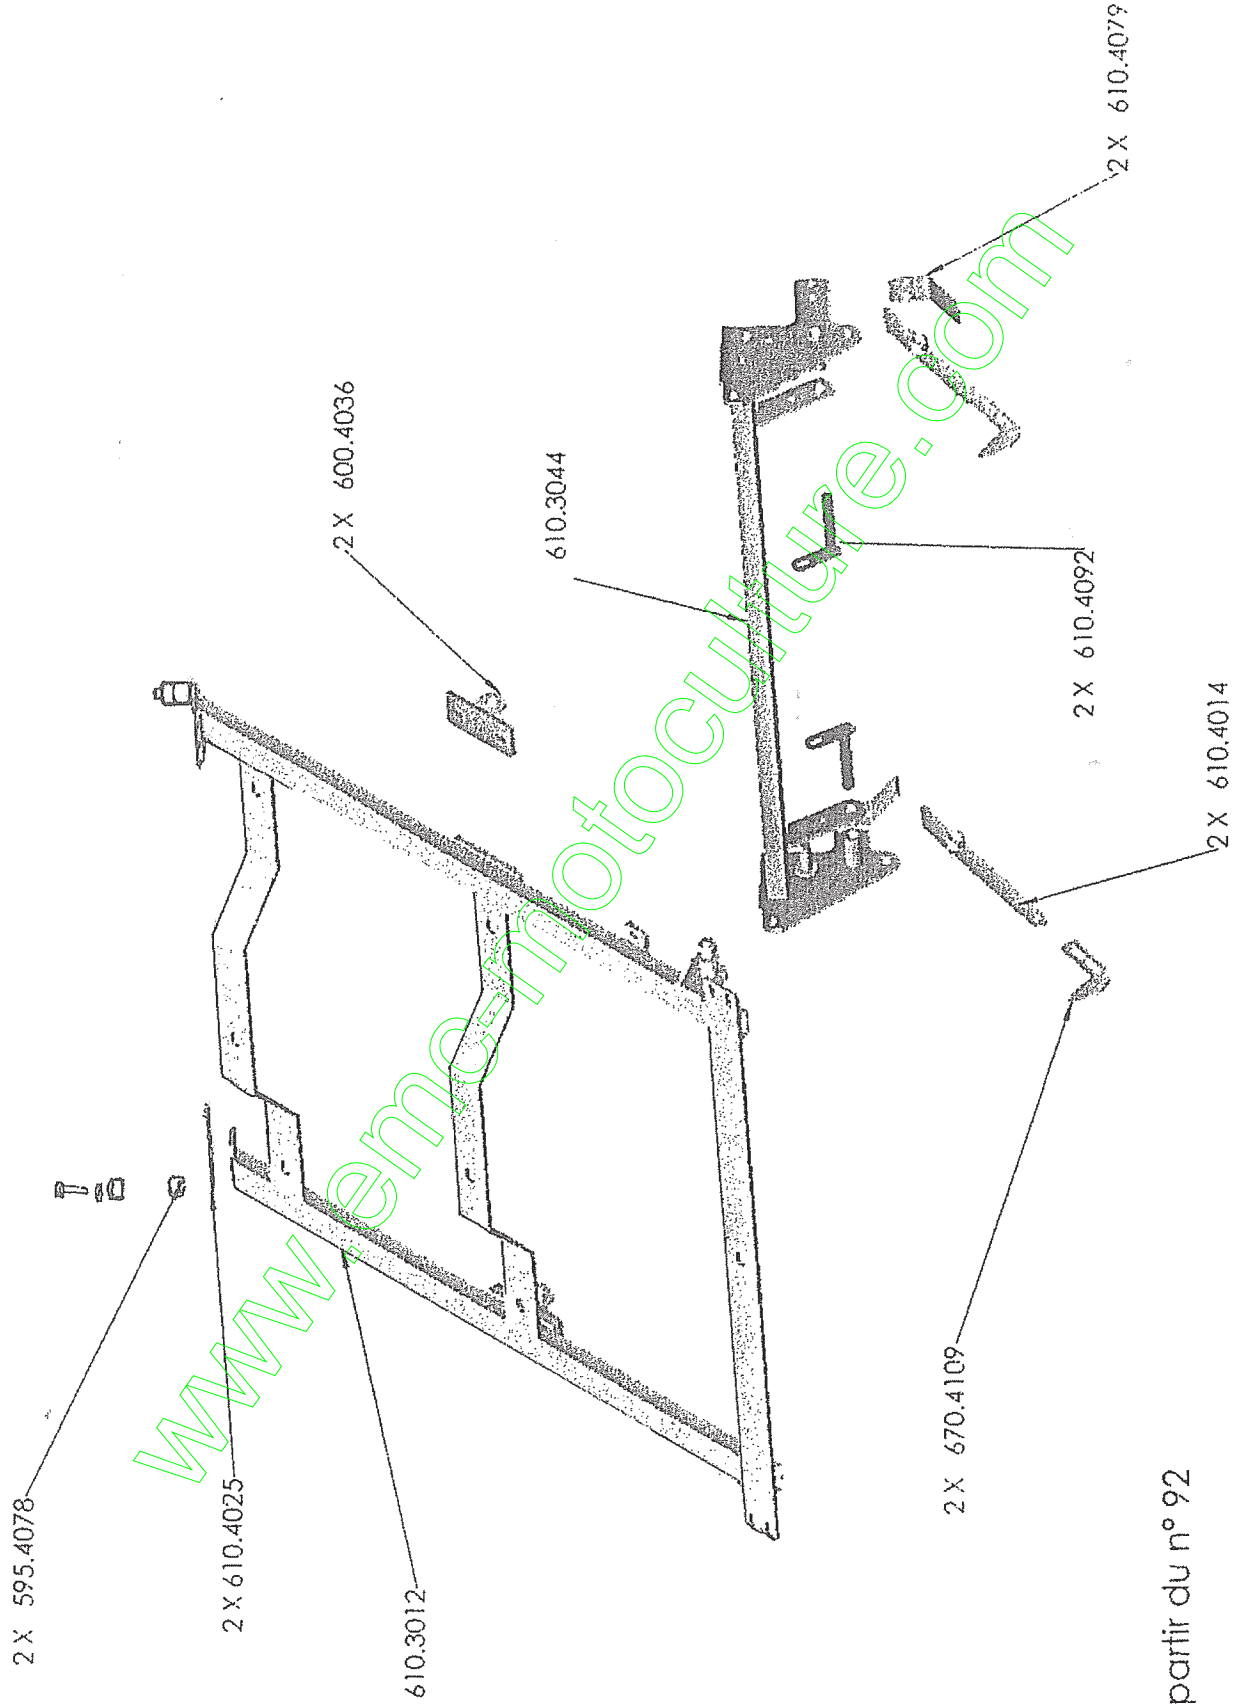 2 X 595.4078
2 X 610.4025
610.3012
2 X 600.4036
610.3044
2 X 610.4079
2 X 610.4092
2 X 610.4014
2 X 670.4109
partir du n° 92
www.emc-motoculture.com